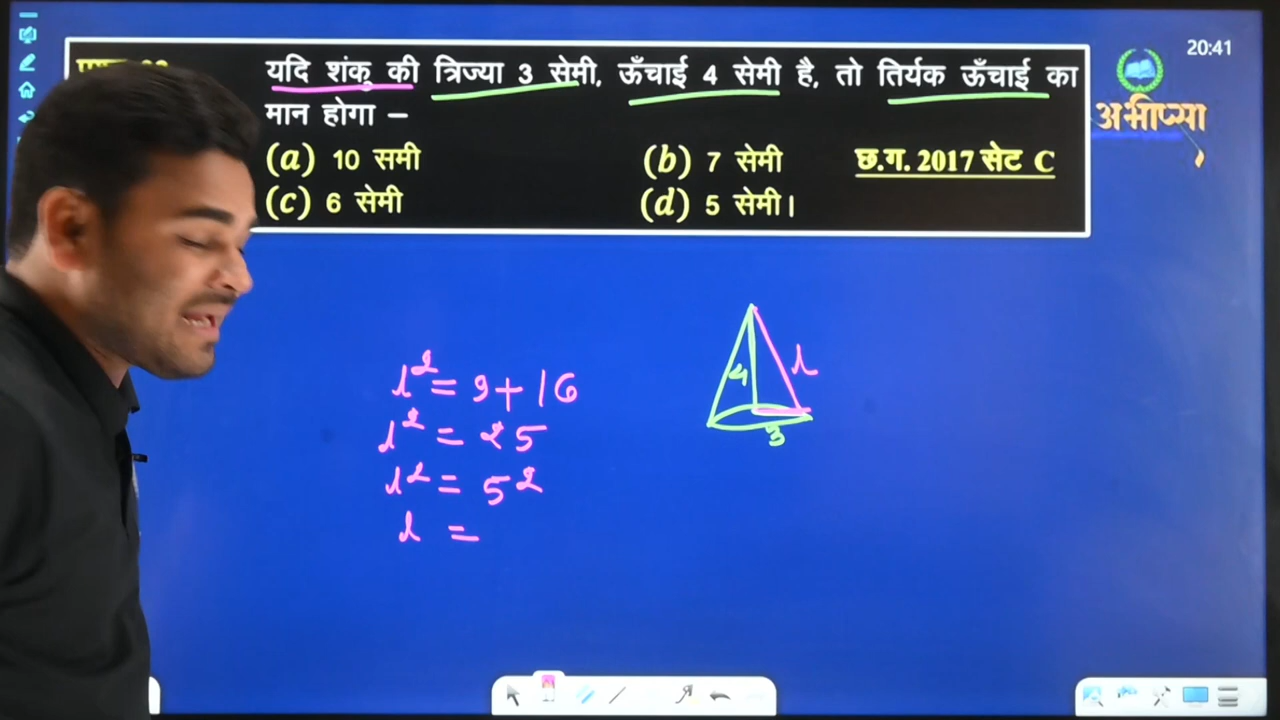 20:41
यदि शंकु की त्रिज्या 3 सेमी, ऊँचाई 4 सेमी है, तो तिर्यक ऊँचाई का
मान होगा –
(a) 10 समी (b) 7 सेमी छ.ग. 2017 सेट C
(c) 6 सेमी (d) 5 सेमी।
अभीप्सा
l² = 9 + 16
l² = 25
l² = 5²
l =
4
l
3